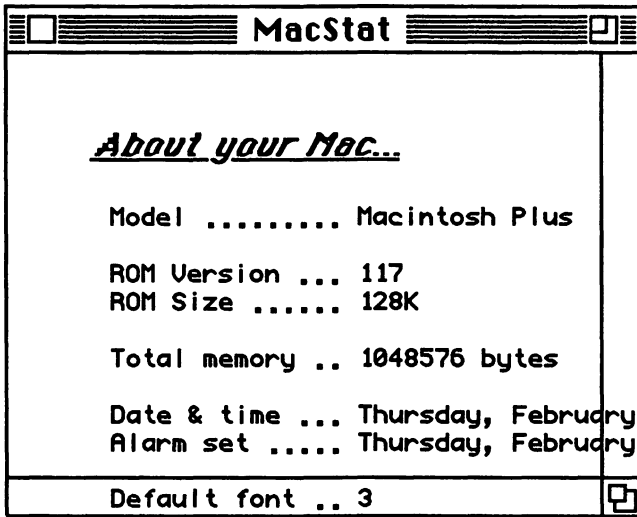 MacStat
About your Mac...
Model ......... Macintosh Plus
ROM Version ... 117
ROM Size ...... 128K
Total memory .. 1048576 bytes
Date & time ... Thursday, February
Alarm set ..... Thursday, February
Default font .. 3